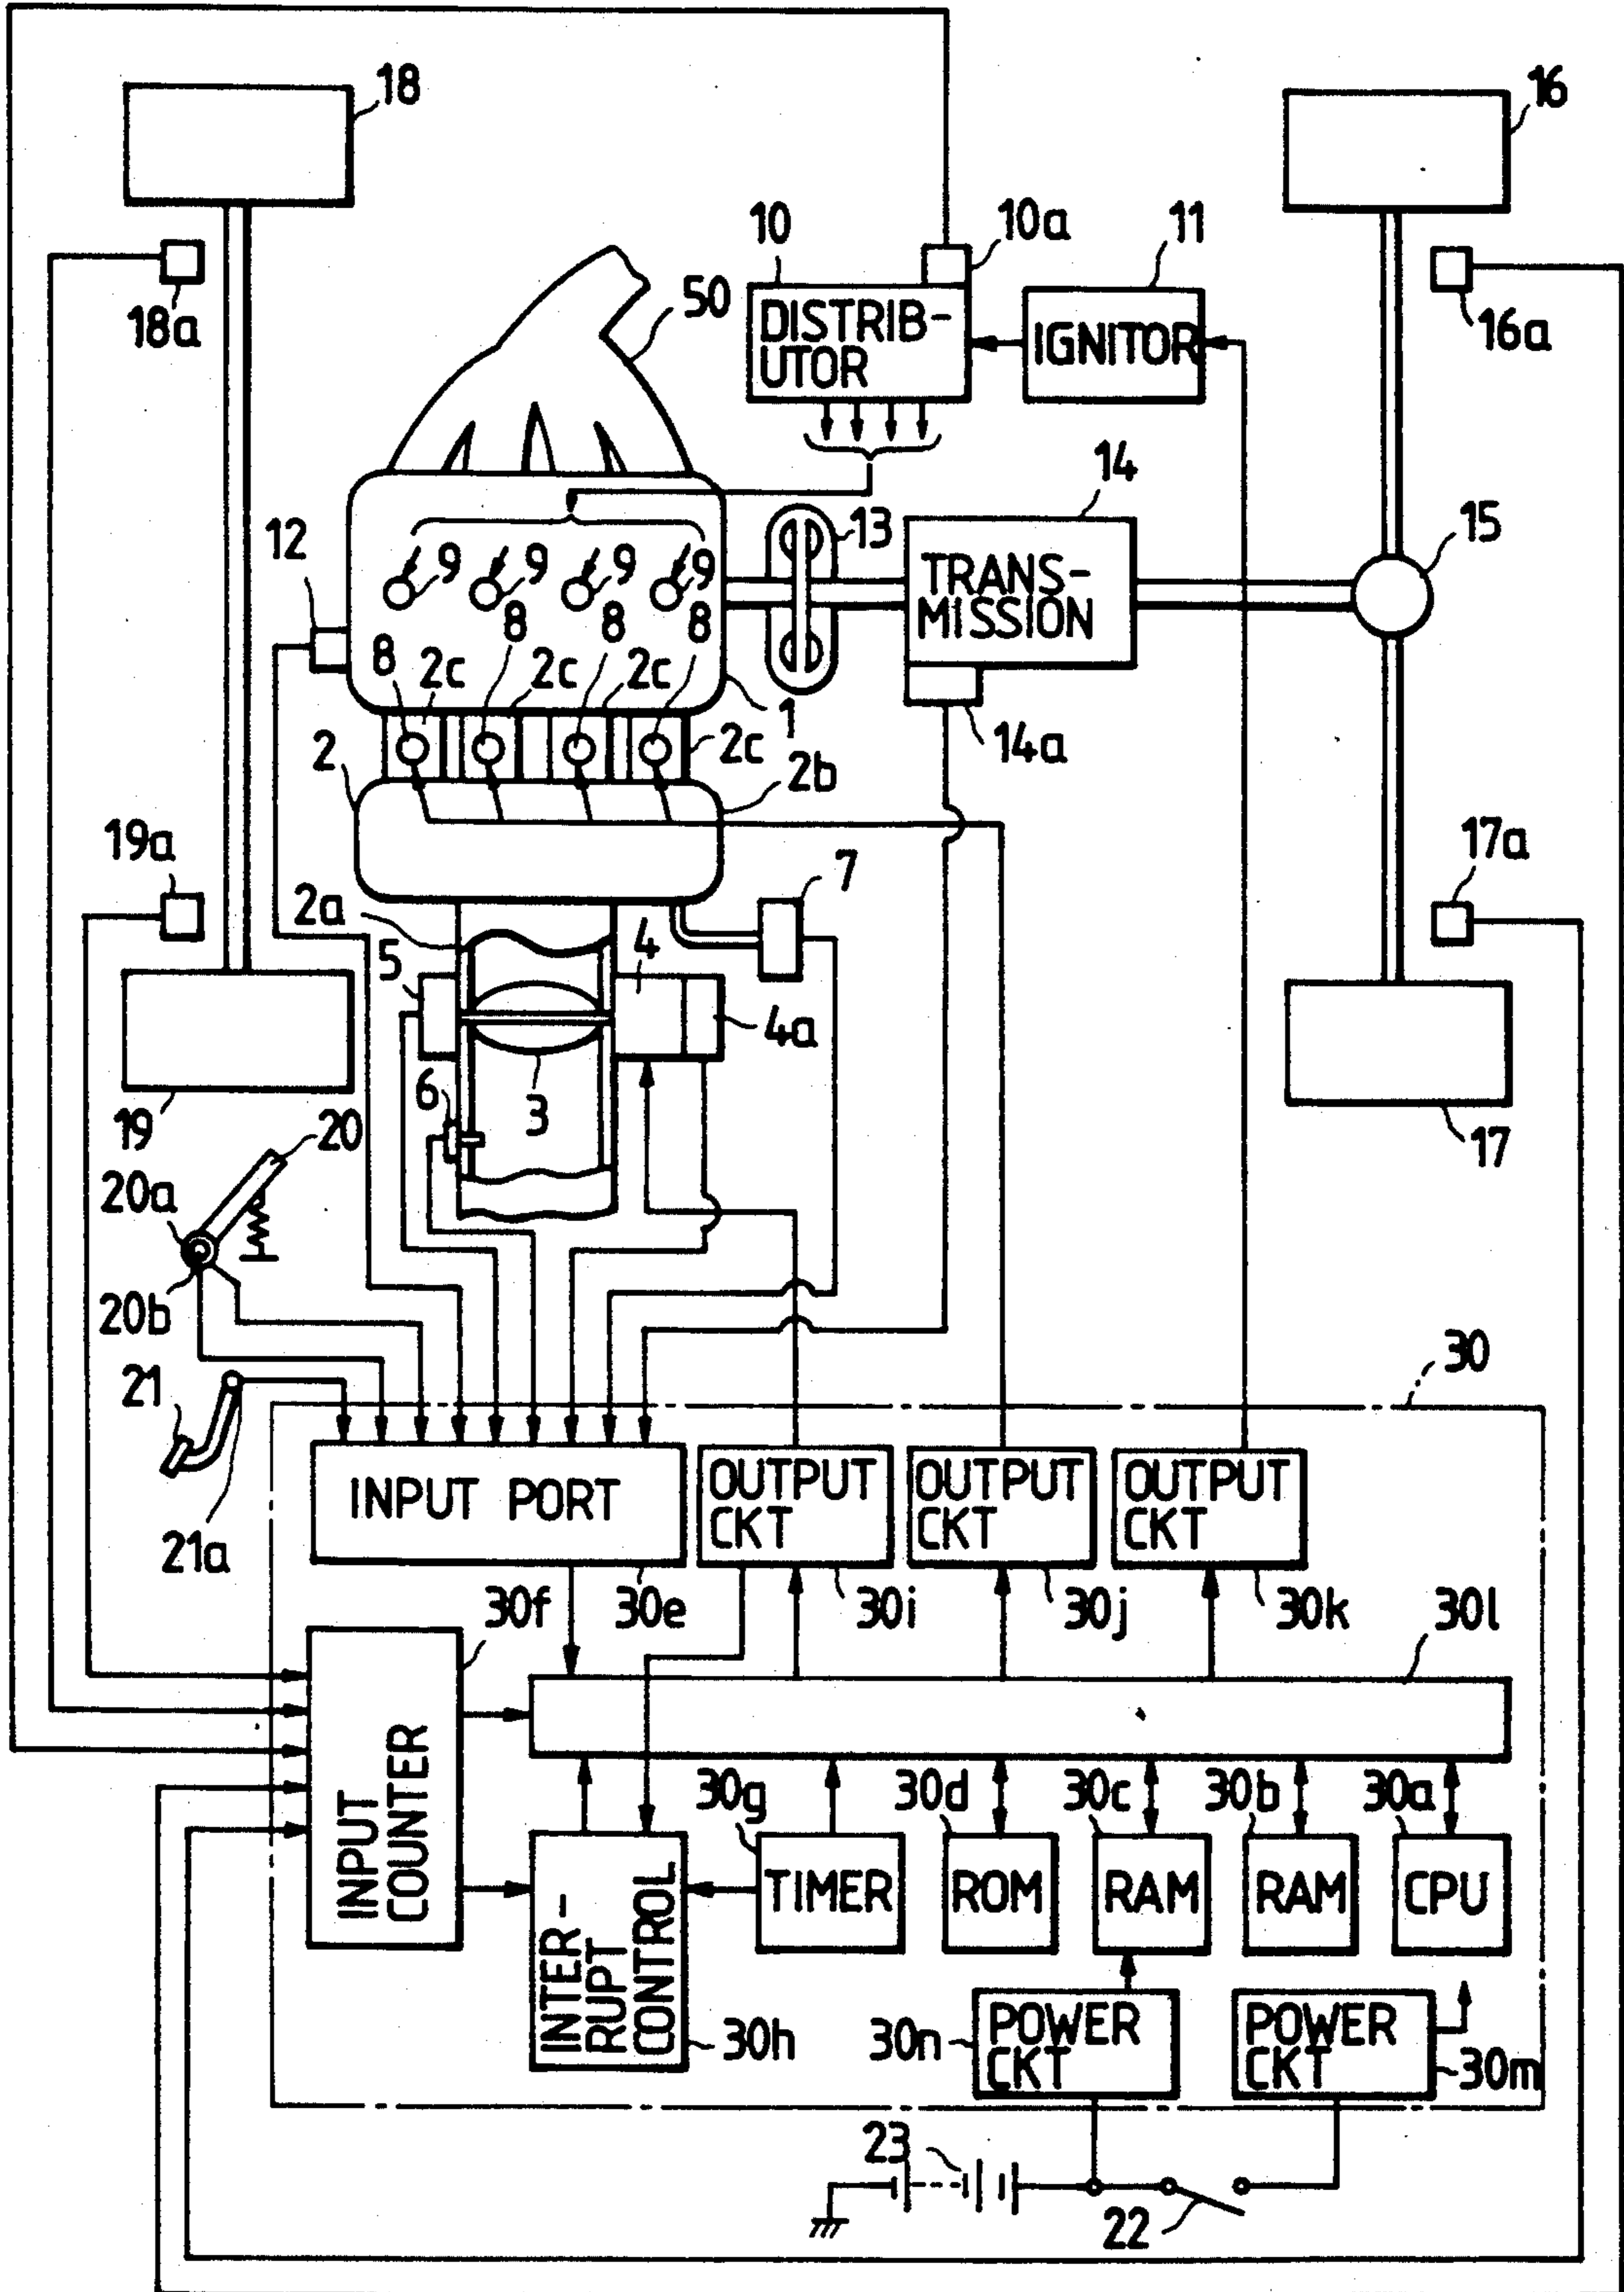 18
16
10
10a
11
50
18a
16a
DISTRIB-
UTOR
IGNITOR
14
12
13
15
9
9
9
9
TRANS-
MISSION
8
8
8
8
2c
2c
2c
1
2c
14a
2
2b
19a
7
17a
2a
4
5
4a
6
3
19
20
17
20a
20b
30
21
INPUT PORT
OUTPUT
CKT
OUTPUT
CKT
OUTPUT
CKT
21a
30f
30e
30i
30j
30k
30l
INPUT
COUNTER
30g
30d
30c
30b
30a
TIMER
ROM
RAM
RAM
CPU
INTER-
RUPT
CONTROL
30h
30n
POWER
CKT
POWER
CKT
30m
23
22